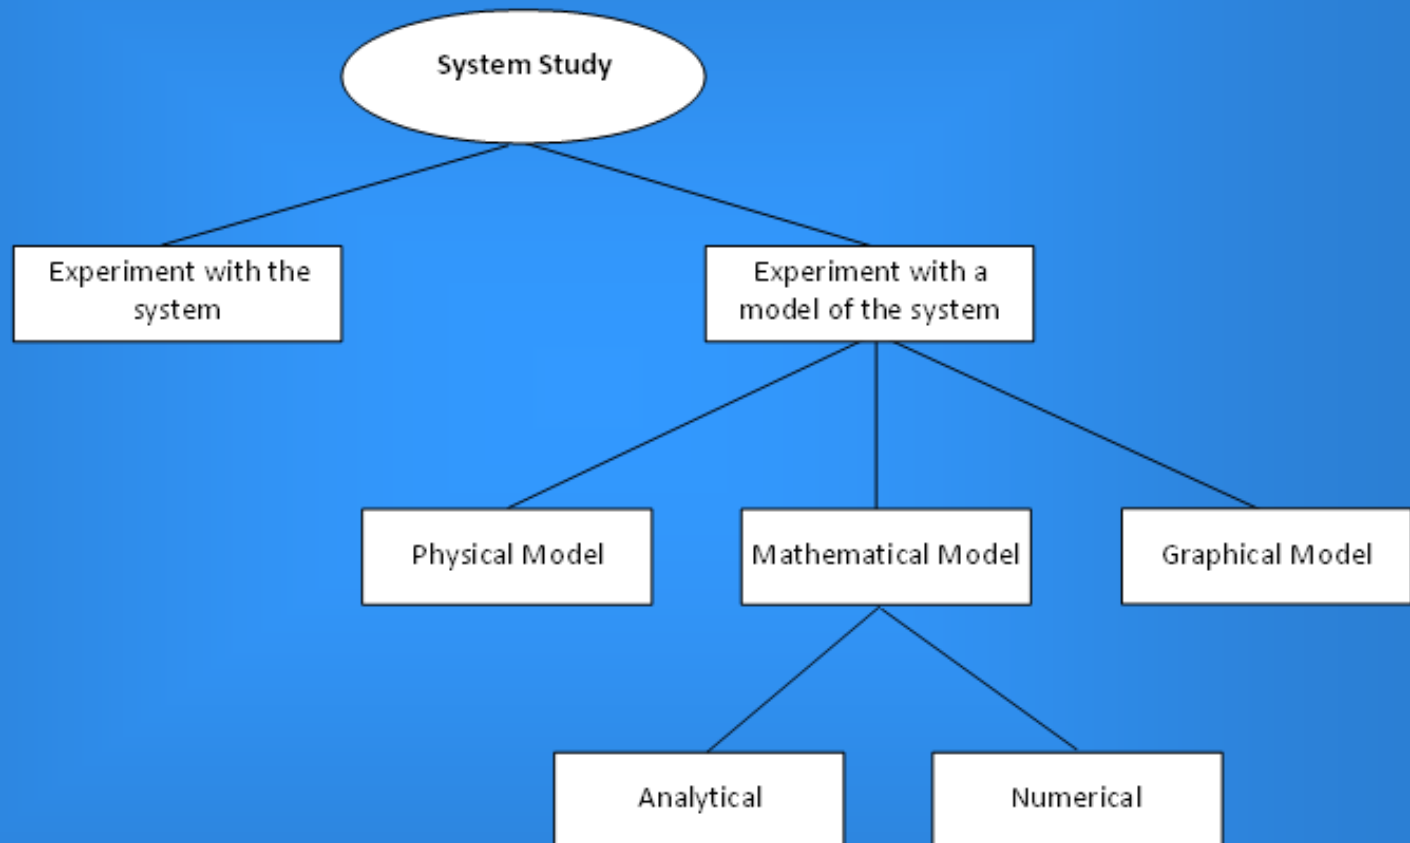 System Study
Experiment with the
system
Experiment with a
model of the system
Physical Model
Mathematical Model
Graphical Model
Analytical
Numerical